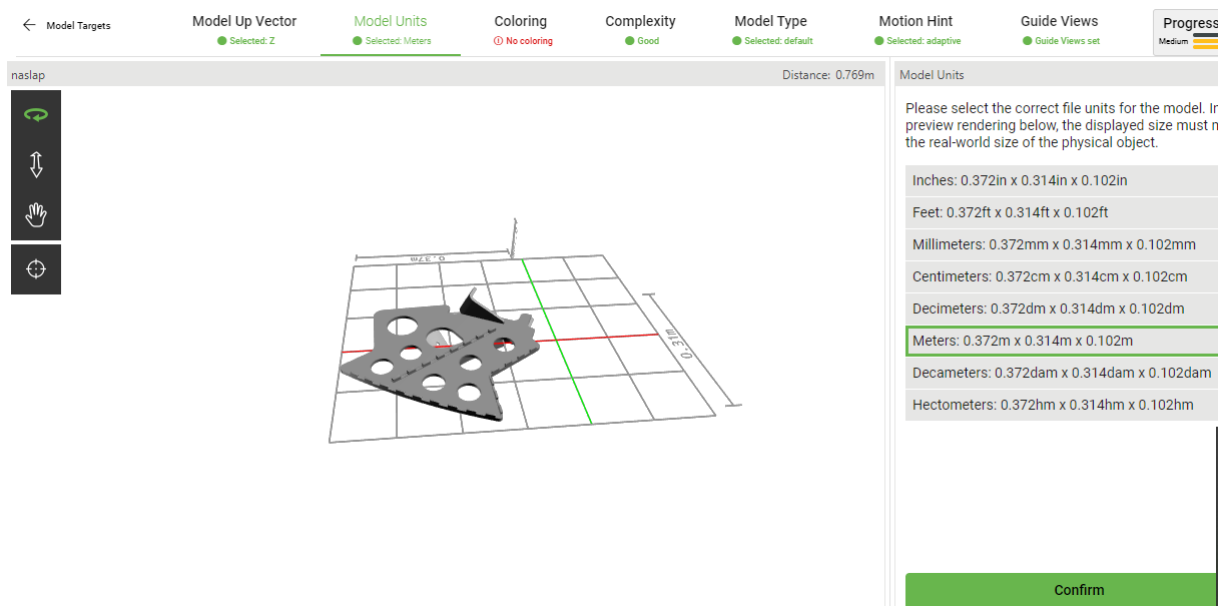 Model Targets
Model Up Vector
Selected: Z
Model Units
Selected: Meters
Coloring
No coloring
Complexity
Good
Model Type
Selected: default
Motion Hint
Selected: adaptive
Guide Views
Guide Views set
Progress
Medium
naslap
Distance: 0.769m
0.37m
0.31m
Model Units
Please select the correct file units for the model. In
preview rendering below, the displayed size must
the real-world size of the physical object.
Inches: 0.372in x 0.314in x 0.102in
Feet: 0.372ft x 0.314ft x 0.102ft
Millimeters: 0.372mm x 0.314mm x 0.102mm
Centimeters: 0.372cm x 0.314cm x 0.102cm
Decimeters: 0.372dm x 0.314dm x 0.102dm
Meters: 0.372m x 0.314m x 0.102m
Decameters: 0.372dam x 0.314dam x 0.102dam
Hectometers: 0.372hm x 0.314hm x 0.102hm
Confirm